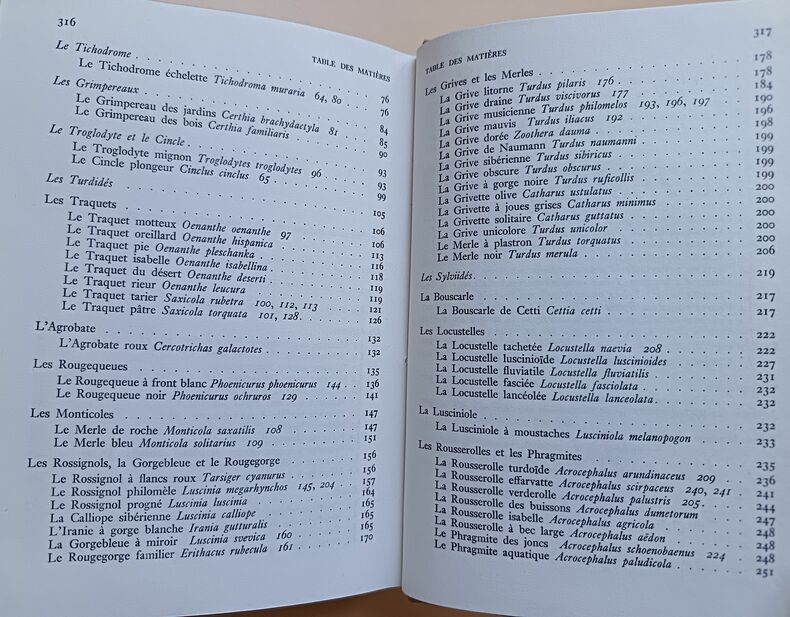 316
TABLE DES MATIÈRES
Le Tichodrome 76
Le Tichodrome échelette Tichodroma muraria 64, 80 76
Les Grimpereaux 84
Le Grimpereau des jardins Certhia brachydactyla 81 85
Le Grimpereau des bois Certhia familiaris 90
Le Troglodyte et le Cincle 93
Le Troglodyte mignon Troglodytes troglodytes 96 93
Le Cincle plongeur Cinclus cinclus 65 99
Les Turdidés
Les Traquets 105
Le Traquet motteux Oenanthe oenanthe 97 106
Le Traquet oreillard Oenanthe hispanica 113
Le Traquet pie Oenanthe pleschanka 116
Le Traquet isabelle Oenanthe isabellina 118
Le Traquet du désert Oenanthe deserti 119
Le Traquet rieur Oenanthe leucura 119
Le Traquet tarier Saxicola rubetra 100, 112, 113 121
Le Traquet pâtre Saxicola torquata 101, 128 126
L'Agrobate 132
L'Agrobate roux Cercotrichas galactotes 132
Les Rougequeues 135
Le Rougequeue à front blanc Phoenicurus phoenicurus 144 136
Le Rougequeue noir Phoenicurus ochruros 129 141
Les Monticoles 147
Le Merle de roche Monticola saxatilis 108 147
Le Merle bleu Monticola solitarius 109 151
Les Rossignols, la Gorgebleue et le Rougegorge 156
Le Rossignol à flancs roux Tarsiger cyanurus 156
Le Rossignol philomèle Luscinia megarhynchos 145, 204 157
Le Rossignol progné Luscinia luscinia 164
La Calliope sibérienne Luscinia calliope 165
L'Iranie à gorge blanche Irania gutturalis 165
La Gorgebleue à miroir Luscinia svevica 160 165
Le Rougegorge familier Erithacus rubecula 161 170
317
TABLE DES MATIÈRES
Les Grives et les Merles 178
La Grive litorne Turdus pilaris 176 178
La Grive draine Turdus viscivorus 177 184
La Grive musicienne Turdus philomelos 193, 196, 197 190
La Grive mauvis Turdus iliacus 192 196
La Grive dorée Zoothera dauma 198
La Grive de Naumann Turdus naumanni 199
La Grive sibérienne Turdus sibiricus 199
La Grive obscure Turdus obscurus 199
La Grive à gorge noire Turdus ruficollis 199
La Grivette olive Catharus ustulatus 200
La Grivette à joues grises Catharus minimus 200
La Grivette solitaire Catharus guttatus 200
La Grive unicolore Turdus unicolor 200
Le Merle à plastron Turdus torquatus 200
Le Merle noir Turdus merula 206
Les Sylviidés 219
La Bouscarle 217
La Bouscarle de Cetti Cettia cetti 217
Les Locustelles 222
La Locustelle tachetée Locustella naevia 208 222
La Locustelle luscinioïde Locustella luscinioides 227
La Locustelle fluviatile Locustella fluviatilis 231
La Locustelle fasciée Locustella fasciolata 232
La Locustelle lancéolée Locustella lanceolata 232
La Lusciniole 232
La Lusciniole à moustaches Lusciniola melanopogon 233
Les Rousserolles et les Phragmites 235
La Rousserolle turdoïde Acrocephalus arundinaceus 209 236
La Rousserolle effarvatte Acrocephalus scirpaceus 240, 241 241
La Rousserolle verderolle Acrocephalus palustris 205 244
La Rousserolle des buissons Acrocephalus dumetorum 247
La Rousserolle isabelle Acrocephalus agricola 248
La Rousserolle à bec large Acrocephalus aëdon 248
Le Phragmite des joncs Acrocephalus schoenobaenus 224 248
Le Phragmite aquatique Acrocephalus paludicola 251